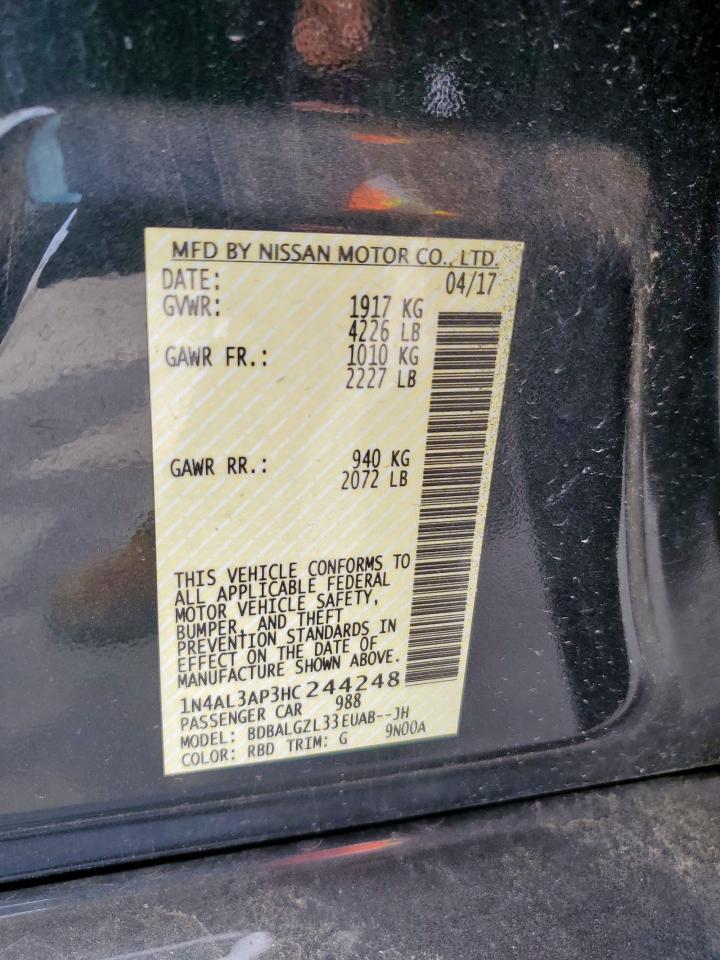 MFD BY NISSAN MOTOR CO., LTD.
DATE: 04/17
GVWR: 1917 KG
4226 LB
GAWR FR.: 1010 KG
2227 LB
GAWR RR.: 940 KG
2072 LB
THIS VEHICLE CONFORMS TO
ALL APPLICABLE FEDERAL
MOTOR VEHICLE SAFETY,
BUMPER, AND THEFT
PREVENTION STANDARDS IN
EFFECT ON THE DATE OF
MANUFACTURE SHOWN ABOVE.
1N4AL3AP3HC244248
PASSENGER CAR 988
MODEL: BDBALGZL33EUAB--JH
COLOR: RBD TRIM: G 9N00A